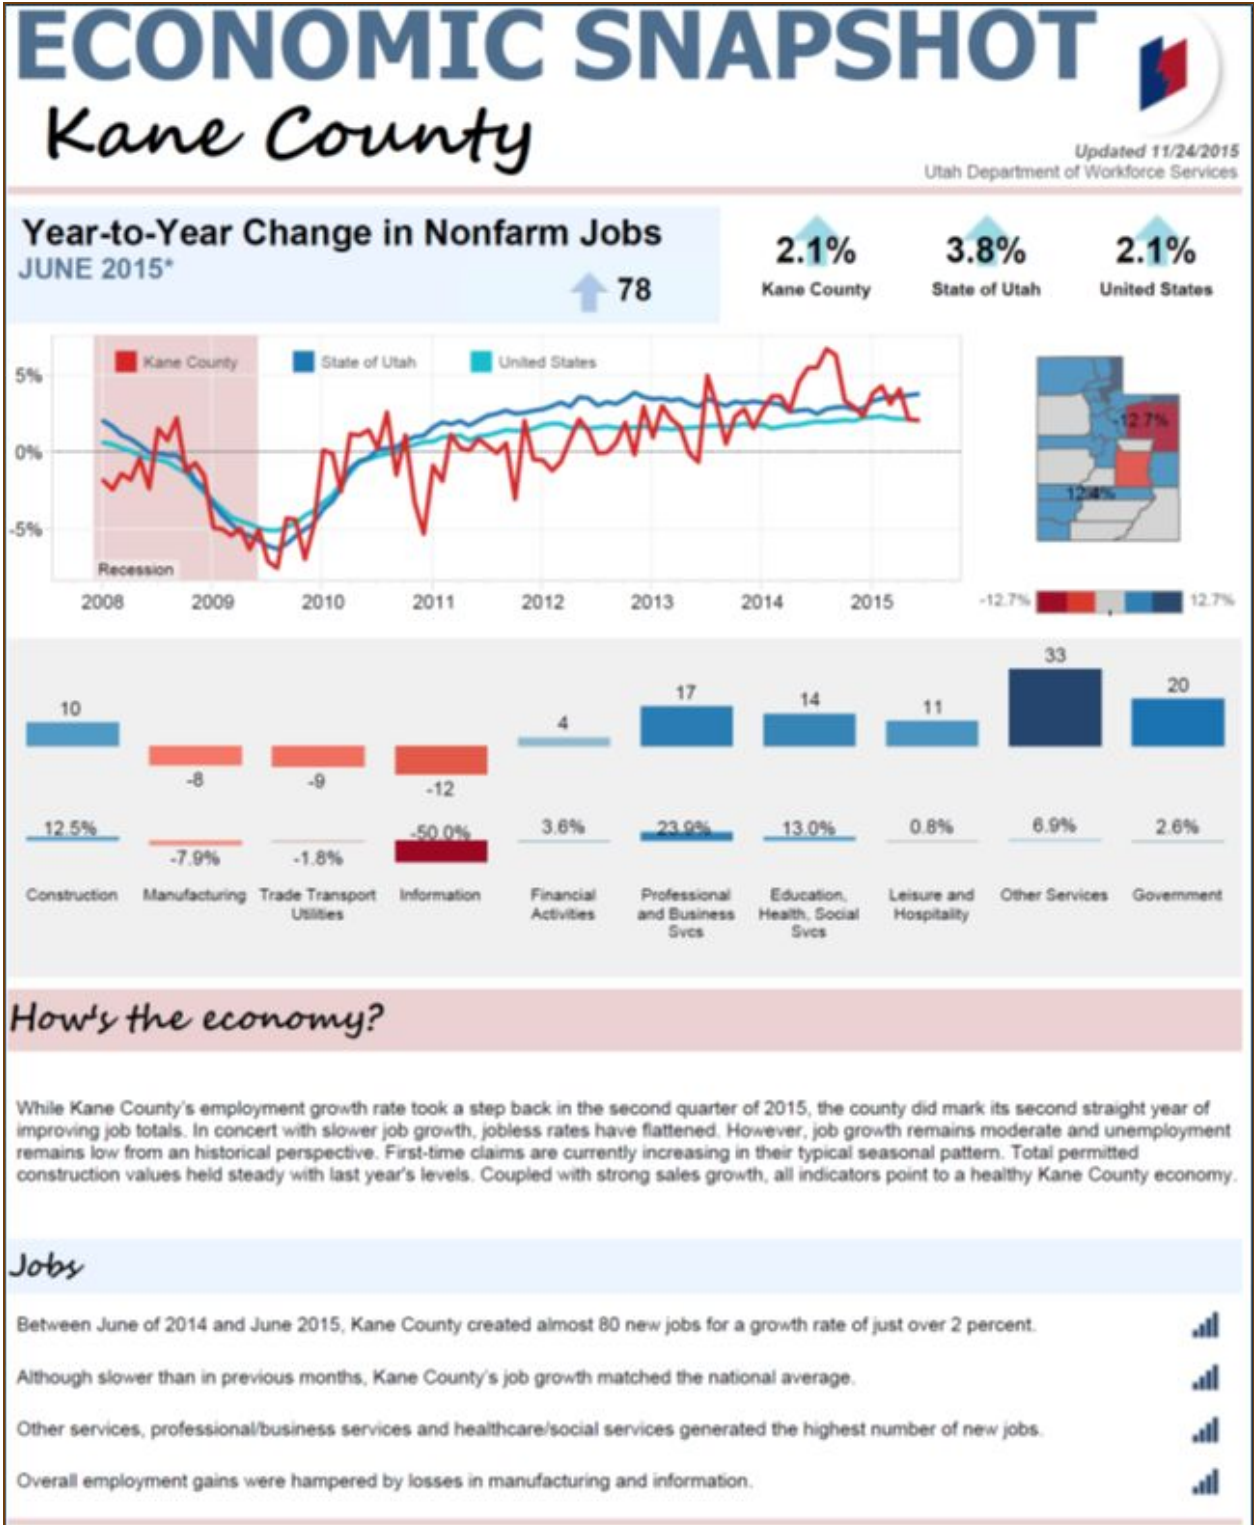 ECONOMIC SNAPSHOT
Kane County
Updated 11/24/2015
Utah Department of Workforce Services
Year-to-Year Change in Nonfarm Jobs
JUNE 2015*
78
2.1% 3.8% 2.1%
Kane County State of Utah United States
Kane County State of Utah United States
5%
0%
-5%
Recession
2008 2009 2010 2011 2012 2013 2014 2015
-12.7%
12.4%
-12.7% 12.7%
10 -8 -9 -12 4 17 14 11 33 20
12.5% -7.9% -1.8% -50.0% 3.6% 23.9% 13.0% 0.8% 6.9% 2.6%
Construction Manufacturing Trade Transport Information Financial Professional Education, Leisure and Other Services Government
Utilities Activities and Business Health, Social Hospitality
Svcs Svcs
How's the economy?
While Kane County's employment growth rate took a step back in the second quarter of 2015, the county did mark its second straight year of
improving job totals. In concert with slower job growth, jobless rates have flattened. However, job growth remains moderate and unemployment
remains low from an historical perspective. First-time claims are currently increasing in their typical seasonal pattern. Total permitted
construction values held steady with last year's levels. Coupled with strong sales growth, all indicators point to a healthy Kane County economy.
Jobs
Between June of 2014 and June 2015, Kane County created almost 80 new jobs for a growth rate of just over 2 percent.
Although slower than in previous months, Kane County's job growth matched the national average.
Other services, professional/business services and healthcare/social services generated the highest number of new jobs.
Overall employment gains were hampered by losses in manufacturing and information.